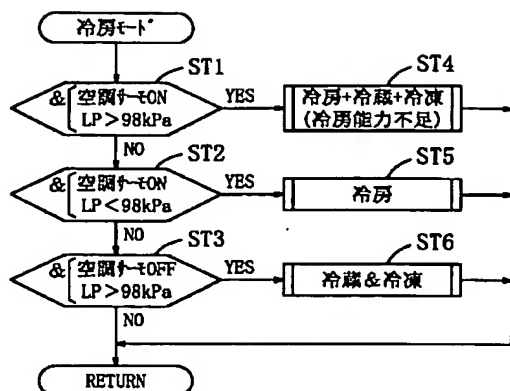 冷房ﾓｰﾄﾞ
ST1
& 空調ｻｰﾓON
LP＞98kPa
YES
ST4
冷房+冷蔵+冷凍
(冷房能力不足)
NO
ST2
& 空調ｻｰﾓON
LP＜98kPa
YES
ST5
冷房
NO
ST3
& 空調ｻｰﾓOFF
LP＞98kPa
YES
ST6
冷蔵&冷凍
NO
RETURN